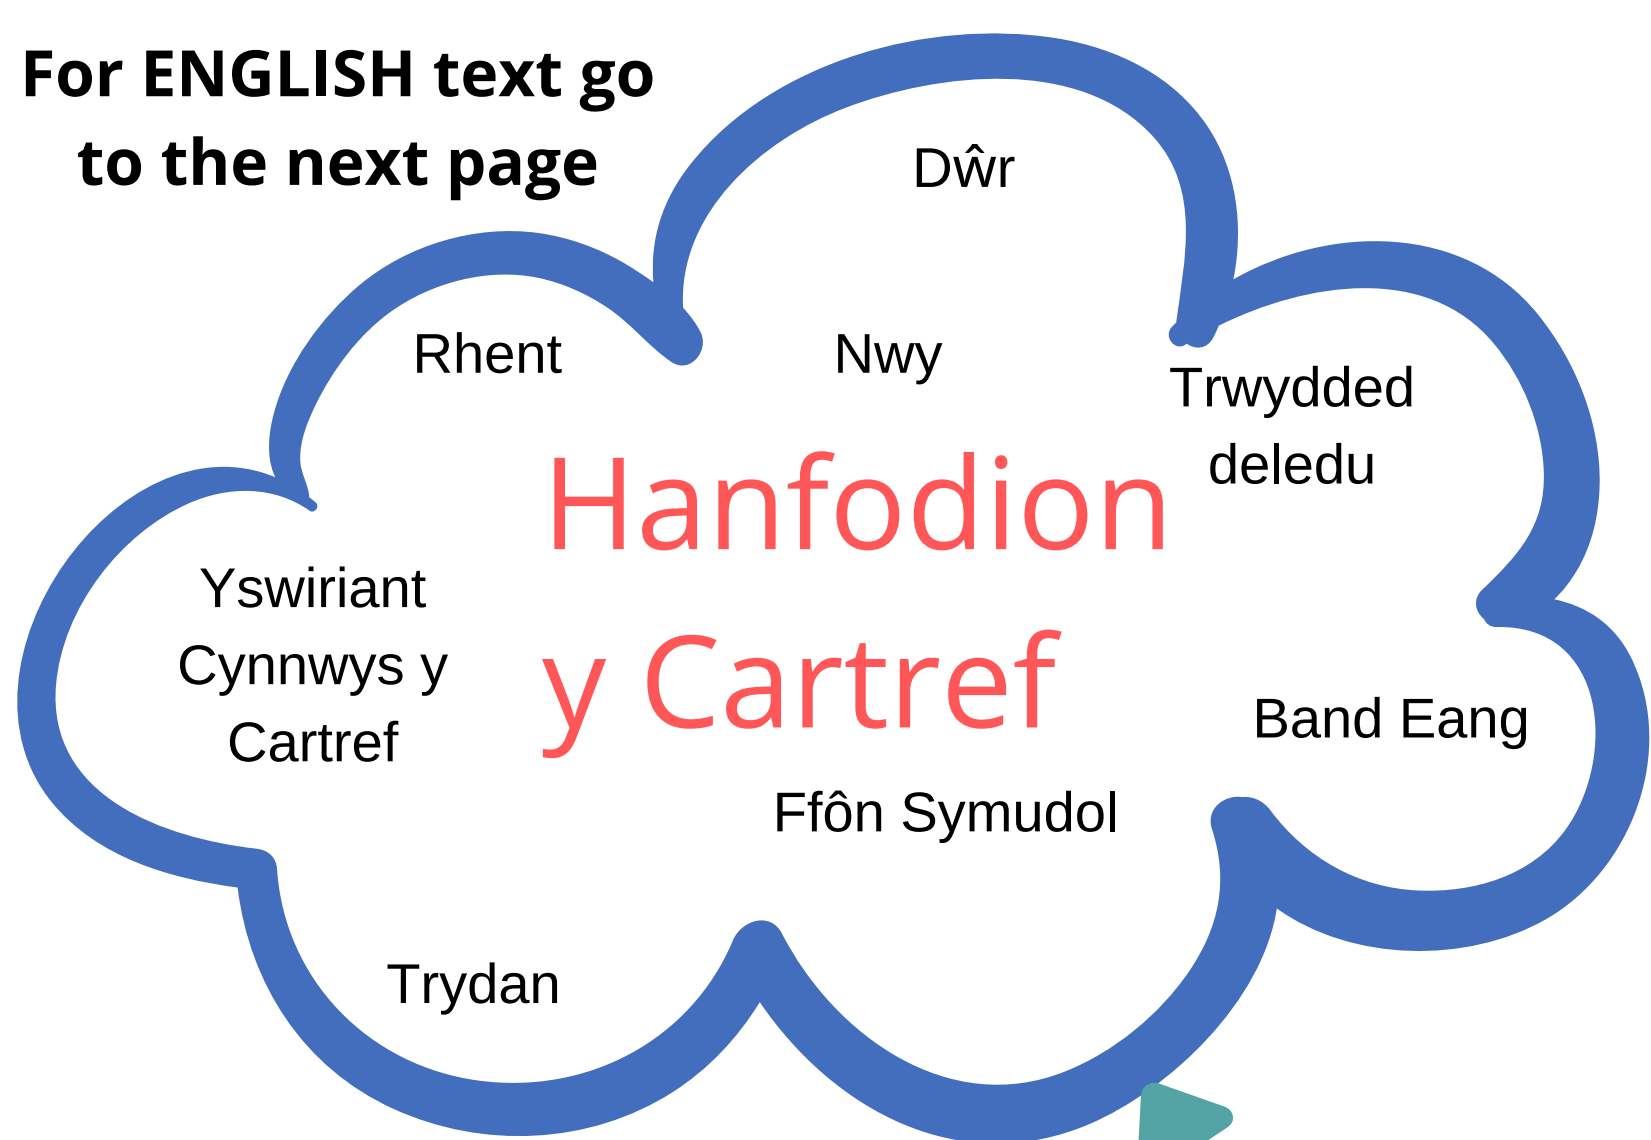 For ENGLISH text go
to the next page
Dŵr
Rhent
Nwy
Trwydded
deledu
Hanfodion
y Cartref
Yswiriant
Cynnwys y
Cartref
Band Eang
Ffôn Symudol
Trydan